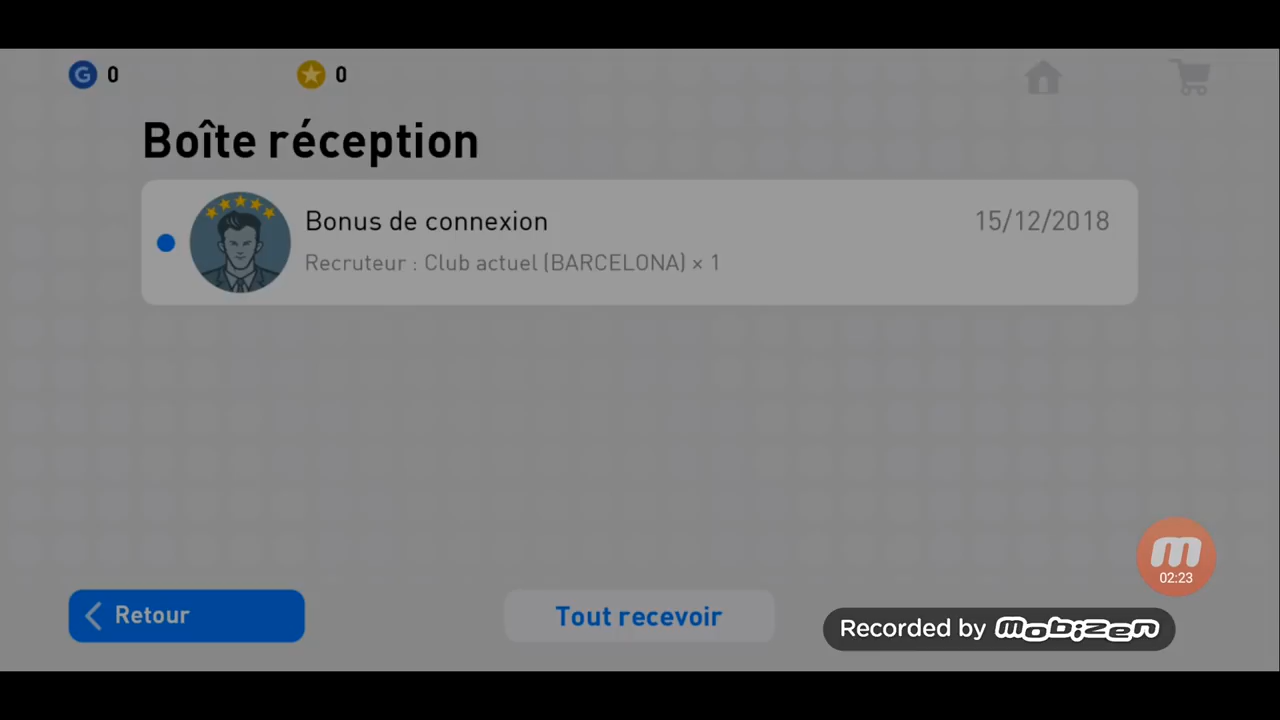 G 0
0
Boîte réception
Bonus de connexion
15/12/2018
Recruteur : Club actuel (BARCELONA) × 1
m
02:23
Retour
Tout recevoir
Recorded by mobizen